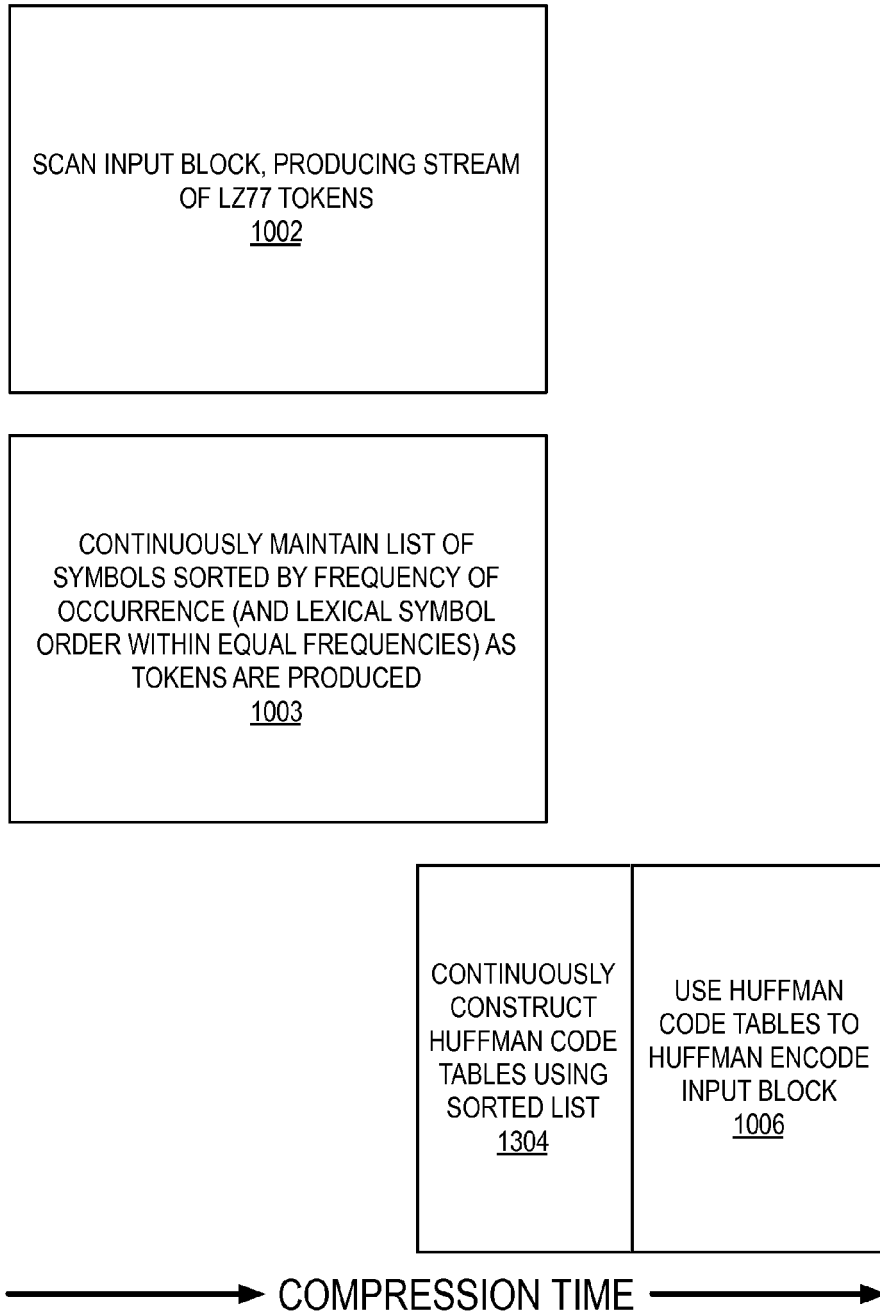 SCAN INPUT BLOCK, PRODUCING STREAM
OF LZ77 TOKENS
1002
CONTINUOUSLY MAINTAIN LIST OF
SYMBOLS SORTED BY FREQUENCY OF
OCCURRENCE (AND LEXICAL SYMBOL
ORDER WITHIN EQUAL FREQUENCIES) AS
TOKENS ARE PRODUCED
1003
CONTINUOUSLY
CONSTRUCT
HUFFMAN CODE
TABLES USING
SORTED LIST
1304
USE HUFFMAN
CODE TABLES TO
HUFFMAN ENCODE
INPUT BLOCK
1006
COMPRESSION TIME